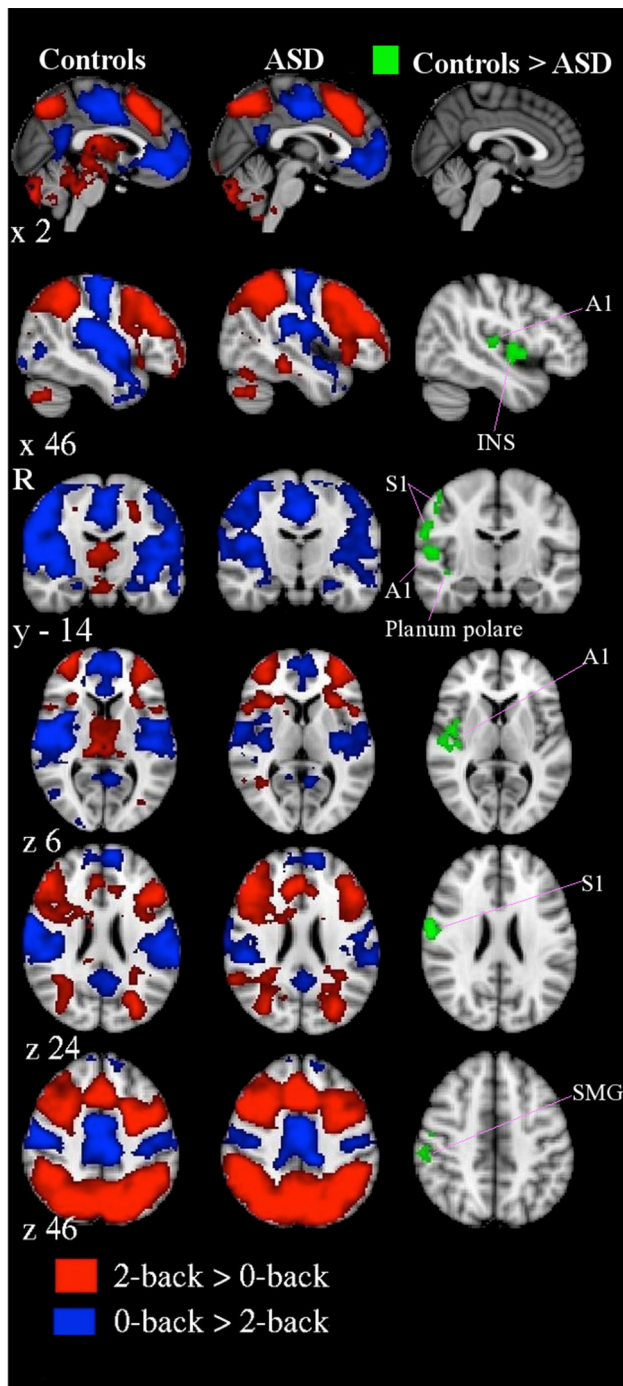 Controls ASD Controls > ASD
x 2
A1
INS
x 46
R
S1
A1
Planum polare
y - 14
A1
z 6
S1
z 24
SMG
z 46
2-back > 0-back
0-back > 2-back